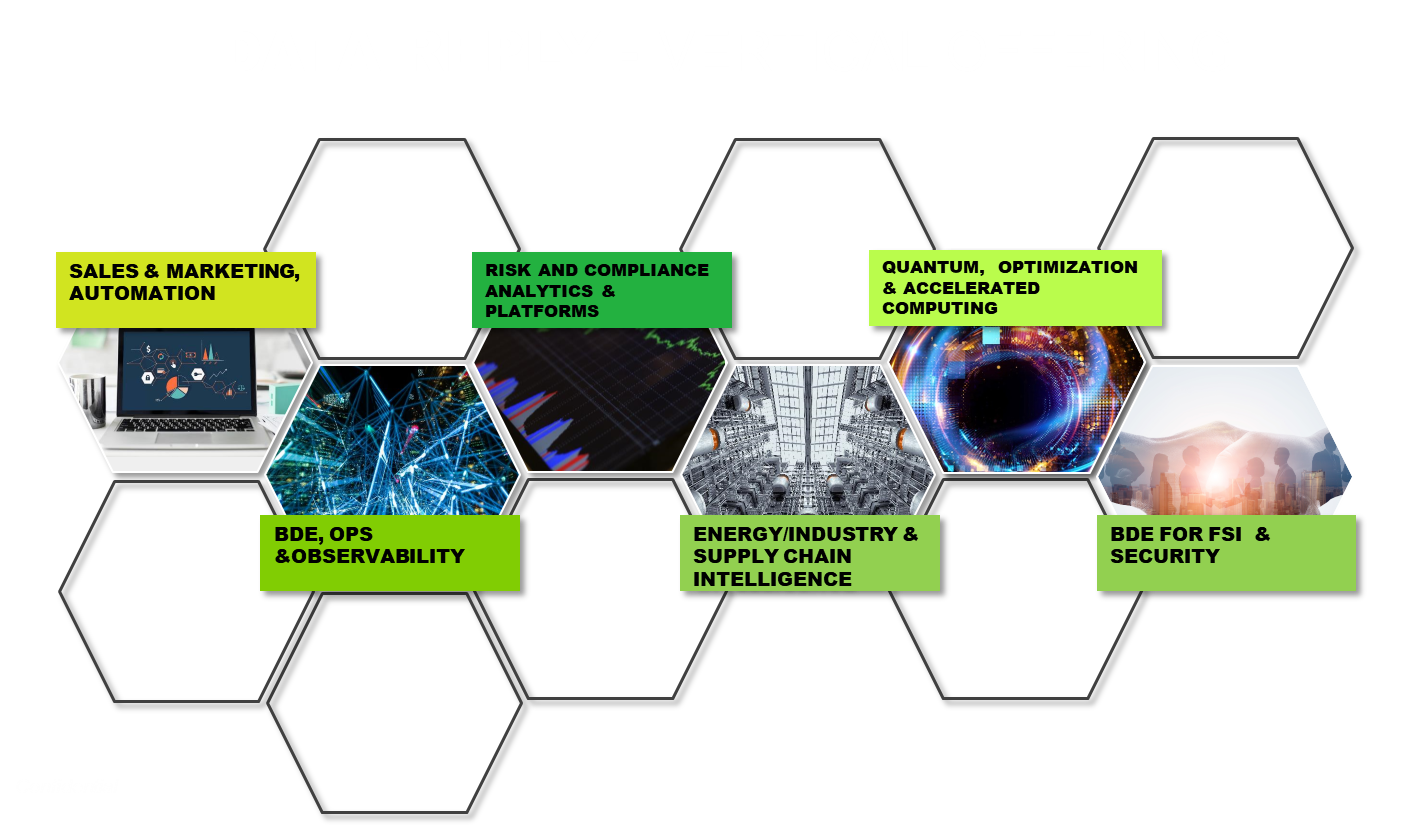 SALES & MARKETING,
AUTOMATION
RISK AND COMPLIANCE
ANALYTICS &
PLATFORMS
QUANTUM, OPTIMIZATION
& ACCELERATED
COMPUTING
BDE, OPS
&OBSERVABILITY
ENERGY/INDUSTRY &
SUPPLY CHAIN
INTELLIGENCE
BDE FOR FSI &
SECURITY